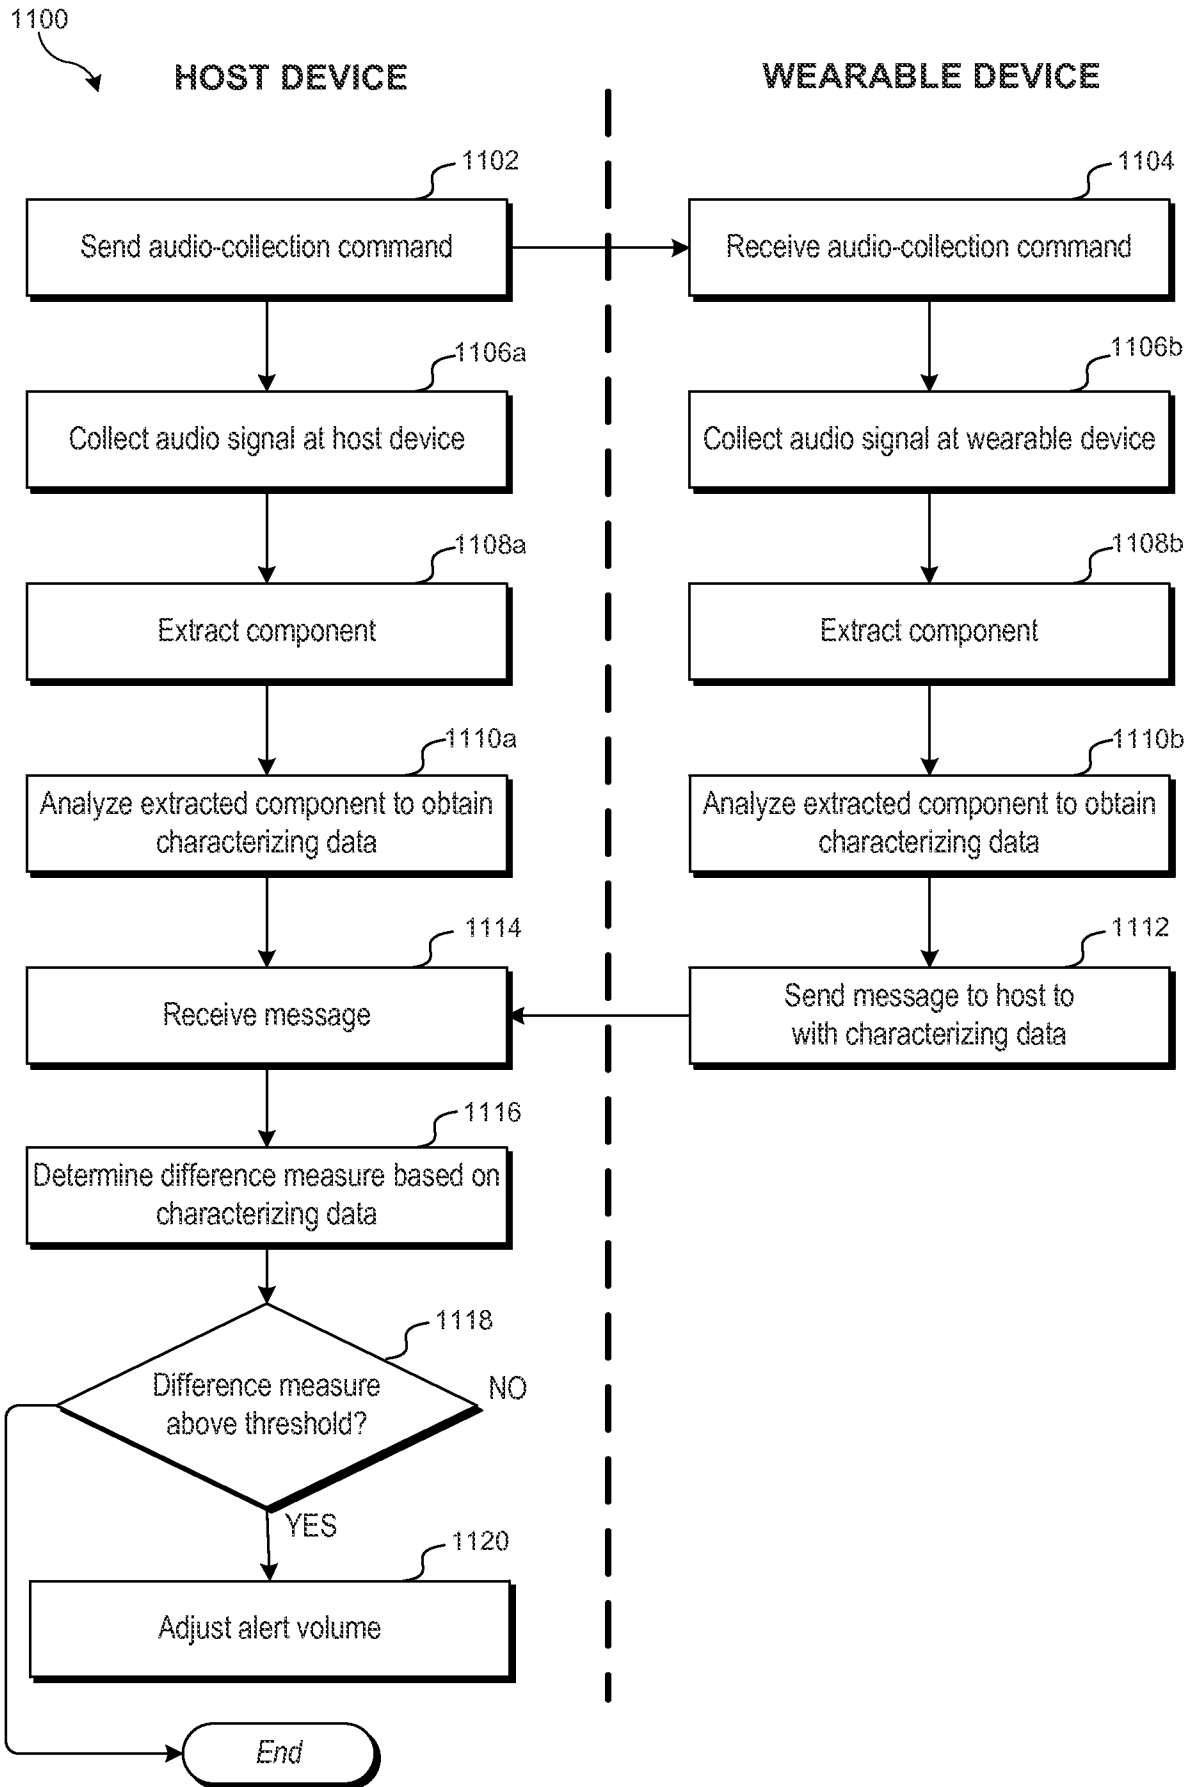 1100
HOST DEVICE
WEARABLE DEVICE
1102
Send audio-collection command
1104
Receive audio-collection command
1106a
Collect audio signal at host device
1106b
Collect audio signal at wearable device
1108a
Extract component
1108b
Extract component
1110a
Analyze extracted component to obtain
characterizing data
1110b
Analyze extracted component to obtain
characterizing data
1114
Receive message
1112
Send message to host to
with characterizing data
1116
Determine difference measure based on
characterizing data
1118
Difference measure
above threshold?
NO
YES
1120
Adjust alert volume
End